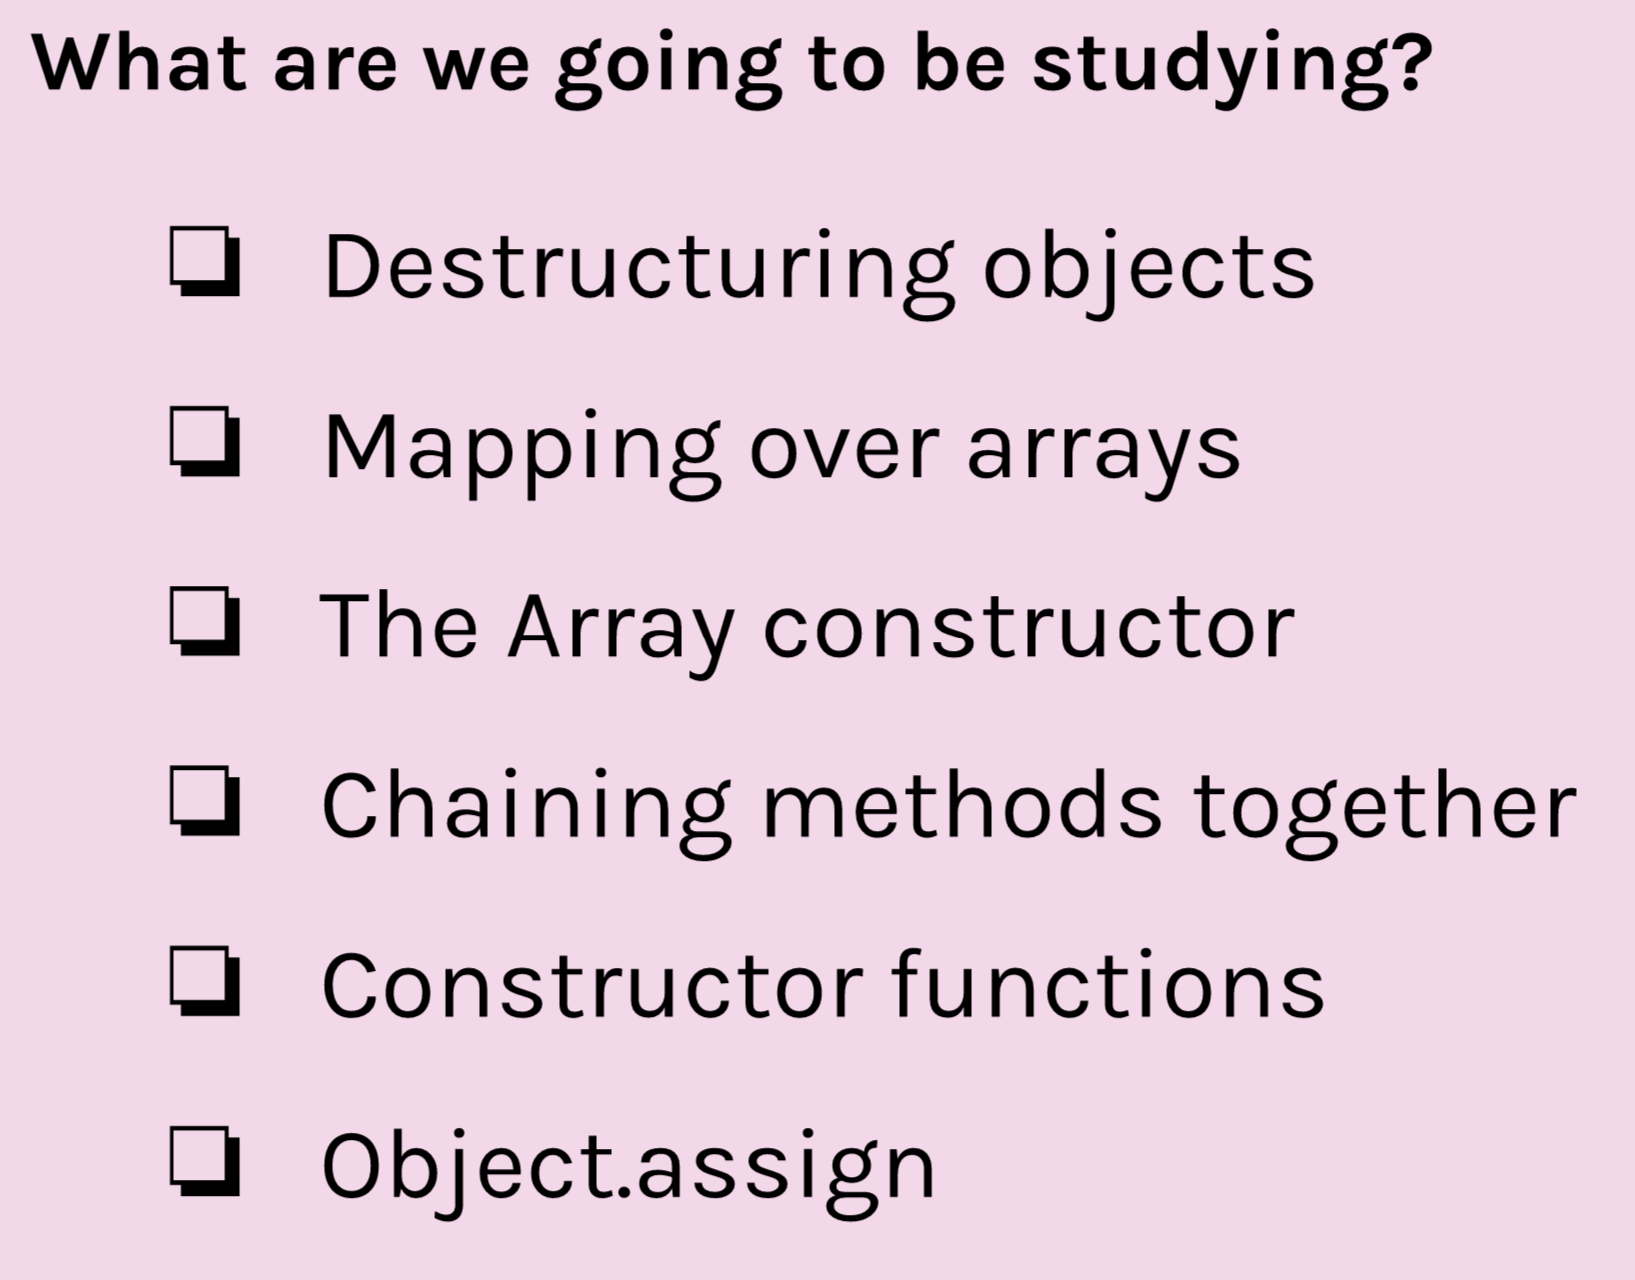 What are we going to be studying?
❏ Destructuring objects
❏ Mapping over arrays
❏ The Array constructor
❏ Chaining methods together
❏ Constructor functions
❏ Object.assign